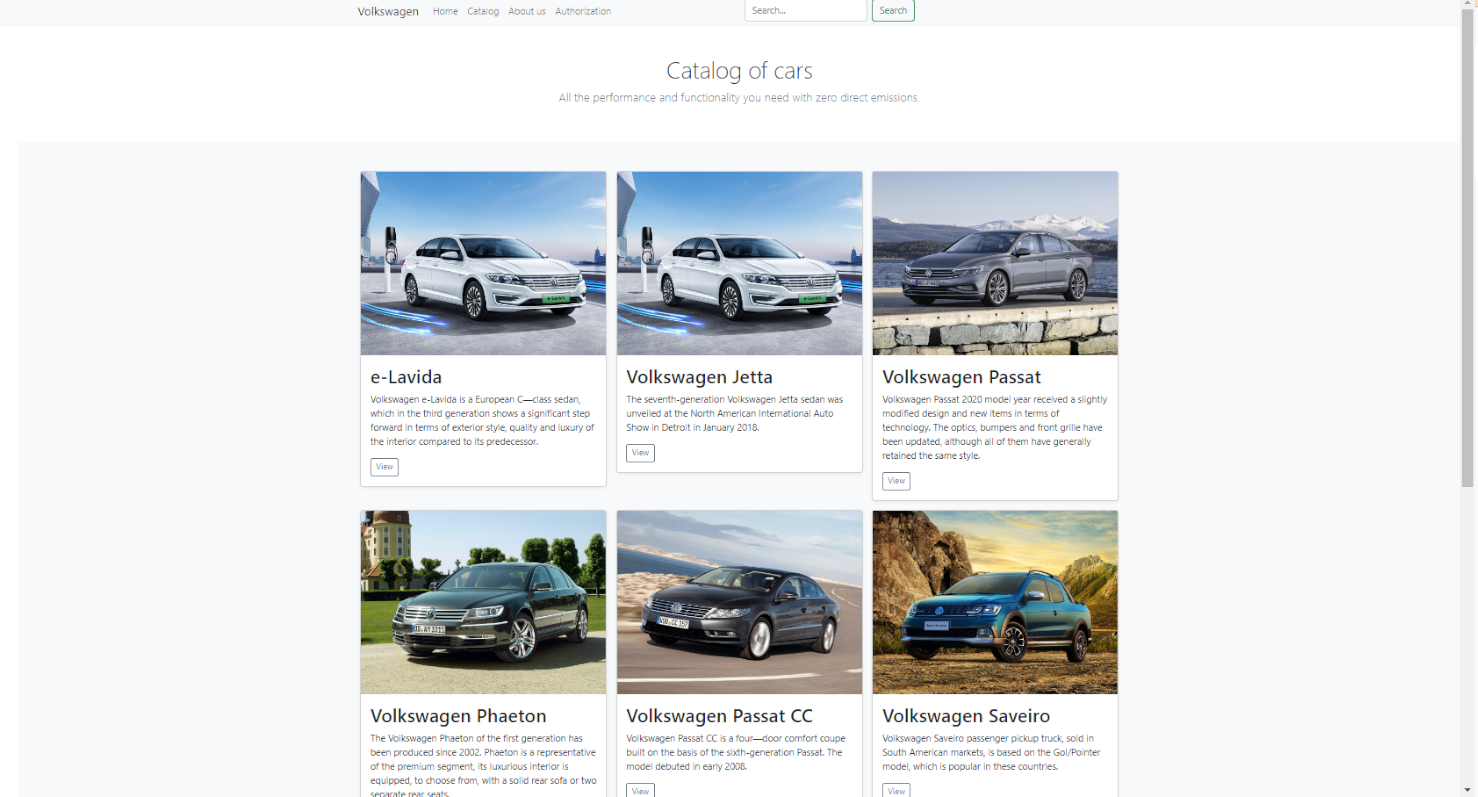 Volkswagen Home Catalog About us Authorization Search... Search
Catalog of cars
All the performance and functionality you need with zero direct emissions.
e-Lavida
Volkswagen e-Lavida is a European C—class sedan,
which in the third generation shows a significant step
forward in terms of exterior style, quality and luxury of
the interior compared to its predecessor.
View
Volkswagen Jetta
The seventh-generation Volkswagen Jetta sedan was
unveiled at the North American International Auto
Show in Detroit in January 2018.
View
Volkswagen Passat
Volkswagen Passat 2020 model year received a slightly
modified design and new items in terms of
technology. The optics, bumpers and front grille have
been updated, although all of them have generally
retained the same style.
View
Volkswagen Phaeton
The Volkswagen Phaeton of the first generation has
been produced since 2002. Phaeton is a representative
of the premium segment, its luxurious interior is
equipped, to choose from, with a solid rear sofa or two
separate rear seats.
Volkswagen Passat CC
Volkswagen Passat CC is a four—door comfort coupe
built on the basis of the sixth-generation Passat. The
model debuted in early 2008.
View
Volkswagen Saveiro
Volkswagen Saveiro passenger pickup truck, sold in
South American markets, is based on the Gol/Pointer
model, which is popular in these countries.
View